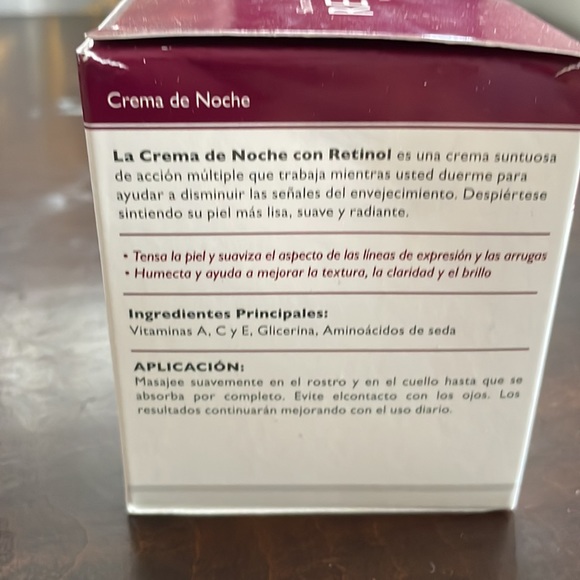 Crema de Noche
La Crema de Noche con Retinol es una crema suntuosa
de acción múltiple que trabaja mientras usted duerme para
ayudar a disminuir las señales del envejecimiento. Despiértese
sintiendo su piel más lisa, suave y radiante.
• Tensa la piel y suaviza el aspecto de las líneas de expresión y las arrugas
• Humecta y ayuda a mejorar la textura, la claridad y el brillo
Ingredientes Principales:
Vitaminas A, C y E, Glicerina, Aminoácidos de seda
APLICACIÓN:
Masajee suavemente en el rostro y en el cuello hasta que se
absorba por completo. Evite elcontacto con los ojos. Los
resultados continuarán mejorando con el uso diario.